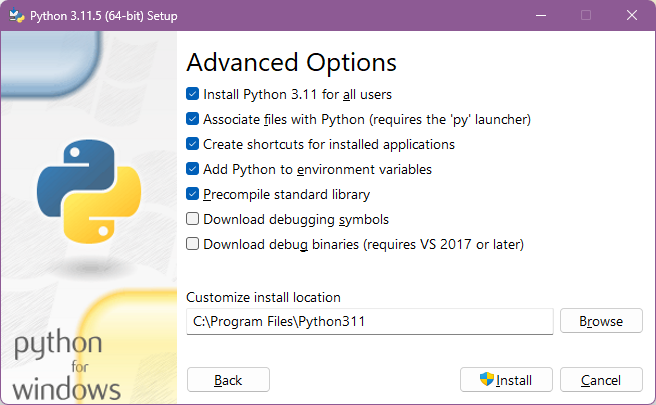 Python 3.11.5 (64-bit) Setup
Advanced Options
Install Python 3.11 for all users
Associate files with Python (requires the 'py' launcher)
Create shortcuts for installed applications
Add Python to environment variables
Precompile standard library
Download debugging symbols
Download debug binaries (requires VS 2017 or later)
Customize install location
C:\Program Files\Python311
Browse
python
for
windows
Back
Install
Cancel